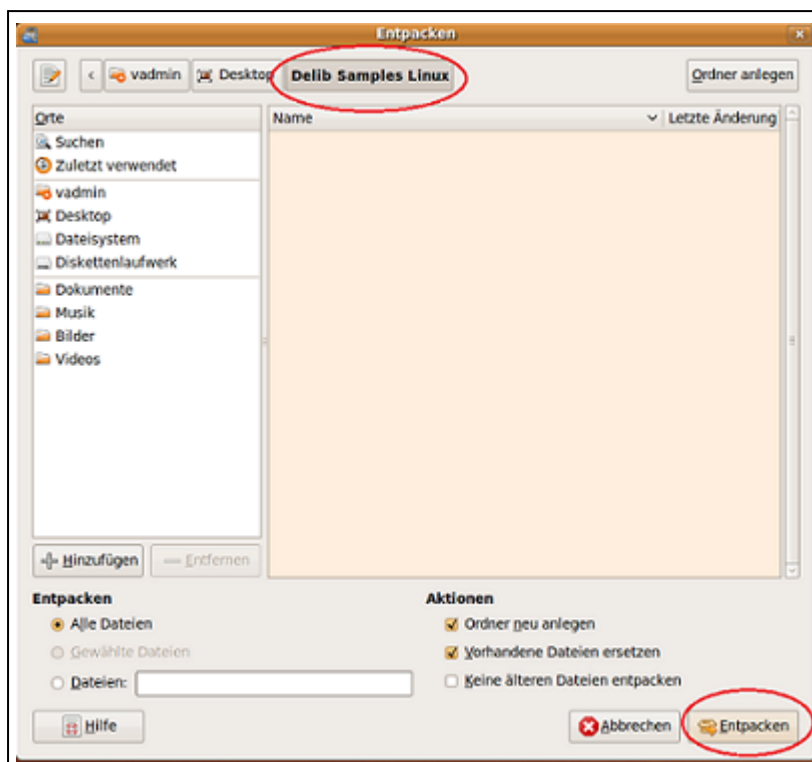 Entpacken
vadmin Desktop Delib Samples Linux Ordner anlegen
Orte
Name Letzte Änderung
Suchen
Zuletzt verwendet
vadmin
Desktop
Dateisystem
Diskettenlaufwerk
Dokumente
Musik
Bilder
Videos
Hinzufügen Entfernen
Entpacken
Alle Dateien
Gewählte Dateien
Dateien:
Aktionen
Ordner neu anlegen
Vorhandene Dateien ersetzen
Keine älteren Dateien entpacken
Hilfe
Abbrechen
Entpacken